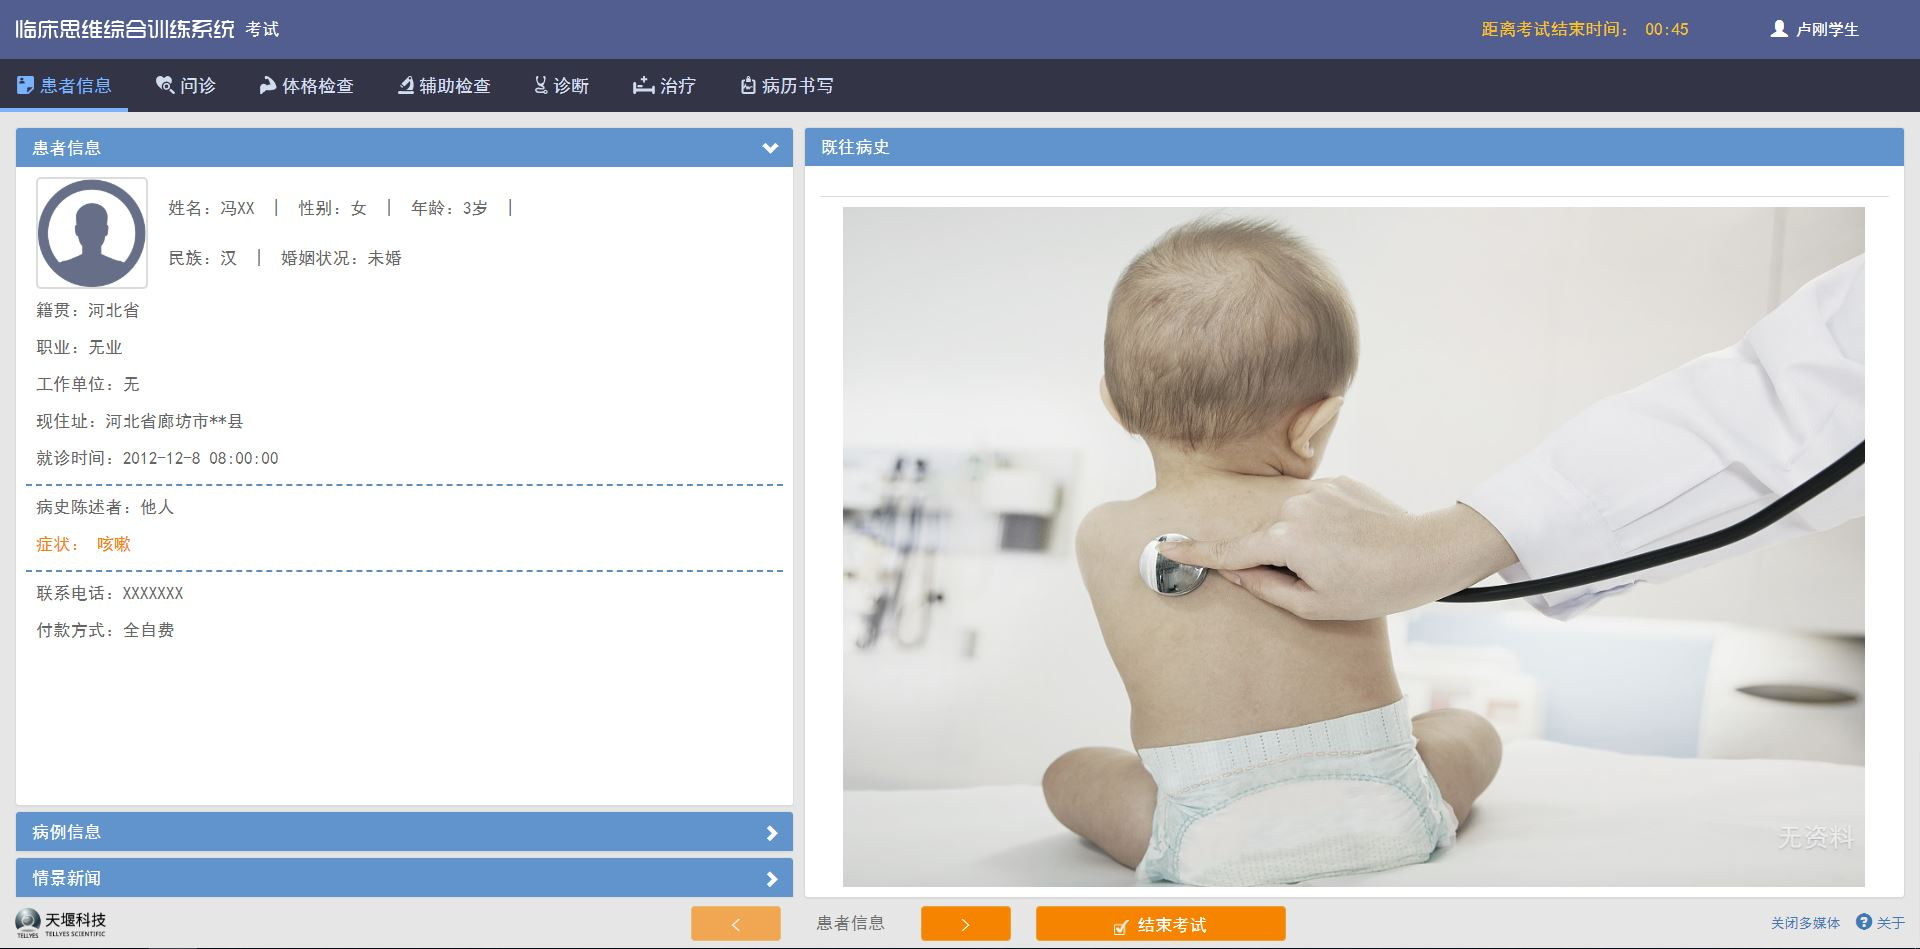 临床思维综合训练系统 考试
距离考试结束时间： 00:45
卢刚学生
患者信息 问诊 体格检查 辅助检查 诊断 治疗 病历书写
患者信息
姓名：冯XX | 性别：女 | 年龄：3岁 |
民族：汉 | 婚姻状况：未婚
籍贯：河北省
职业：无业
工作单位：无
现住址：河北省廊坊市**县
就诊时间：2012-12-8 08:00:00
病史陈述者：他人
症状： 咳嗽
联系电话：XXXXXXX
付款方式：全自费
病例信息
情景新闻
既往病史
无资料
天堰科技
TELLYES SCIENTIFIC
TELLYES
< 患者信息 > 结束考试
关闭多媒体 ? 关于